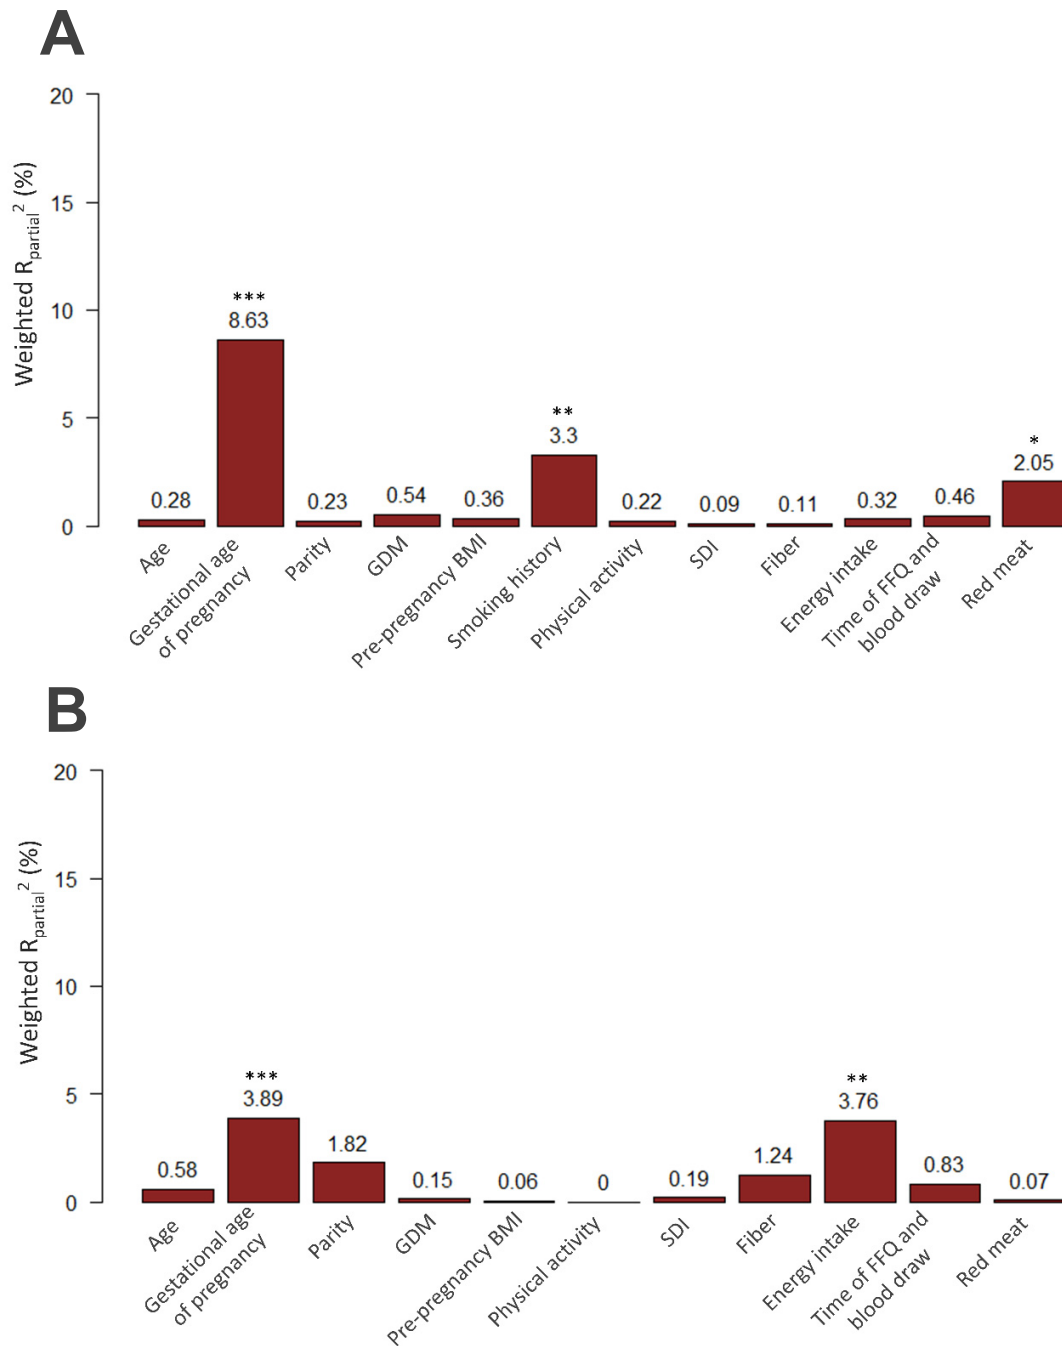 A
Weighted Rpartial2 (%)
20
15
10
5
0
***
**
*
0.28
8.63
0.23
0.54
0.36
3.3
0.22
0.09
0.11
0.32
0.46
2.05
Age
Gestational age
of pregnancy
Parity
GDM
Pre-pregnancy BMI
Smoking history
Physical activity
SDI
Fiber
Energy intake
Time of FFQ and
blood draw
Red meat
B
Weighted Rpartial2 (%)
20
15
10
5
0
***
**
0.58
3.89
1.82
0.15
0.06
0
0.19
1.24
3.76
0.83
0.07
Age
Gestational age
of pregnancy
Parity
GDM
Pre-pregnancy BMI
Physical activity
SDI
Fiber
Energy intake
Time of FFQ and
blood draw
Red meat